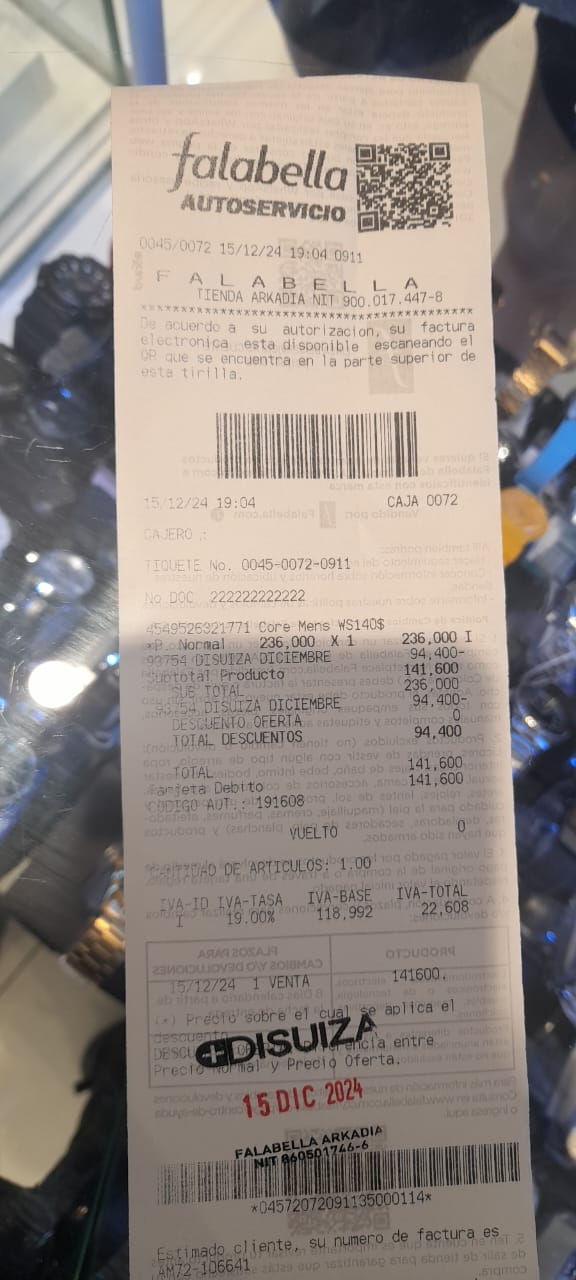 falabella
AUTOSERVICIO
0045/0072 15/12/24 19:04 0911
F A L A B E L L A
TIENDA ARKADIA NIT 900.017.447-8
****************************************
De acuerdo a su autorizacion, su factura
electronica esta disponible escaneando el
QR que se encuentra en la parte superior de
esta tirilla.
15/12/24 19:04 CAJA 0072
CAJERO :
TIQUETE No. 0045-0072-0911
No DOC 222222222222
4549526321771 Core Mens WS140$
*P. Normal 236,000 X 1 236,000 I
93754 DISUIZA DICIEMBRE 94,400-
Subtotal Producto 141,600
SUB TOTAL 236,000
93754 DISUIZA DICIEMBRE 94,400-
DESCUENTO OFERTA 0
TOTAL DESCUENTOS 94,400
TOTAL 141,600
Tarjeta Debito 141,600
CODIGO AUT.: 191608
VUELTO 0
CANTIDAD DE ARTICULOS: 1.00
IVA-ID IVA-TASA IVA-BASE IVA-TOTAL
I 19.00% 118,992 22,608
15/12/24 1 VENTA 141600.
(*) Precio sobre el cual se aplica el
descuento
DISUIZA
Precio Normal y Precio Oferta.
15 DIC 2024
FALABELLA ARKADIA
NIT 860501746-6
*04572072091135000114*
Estimado cliente, su numero de factura es
AM72-106641